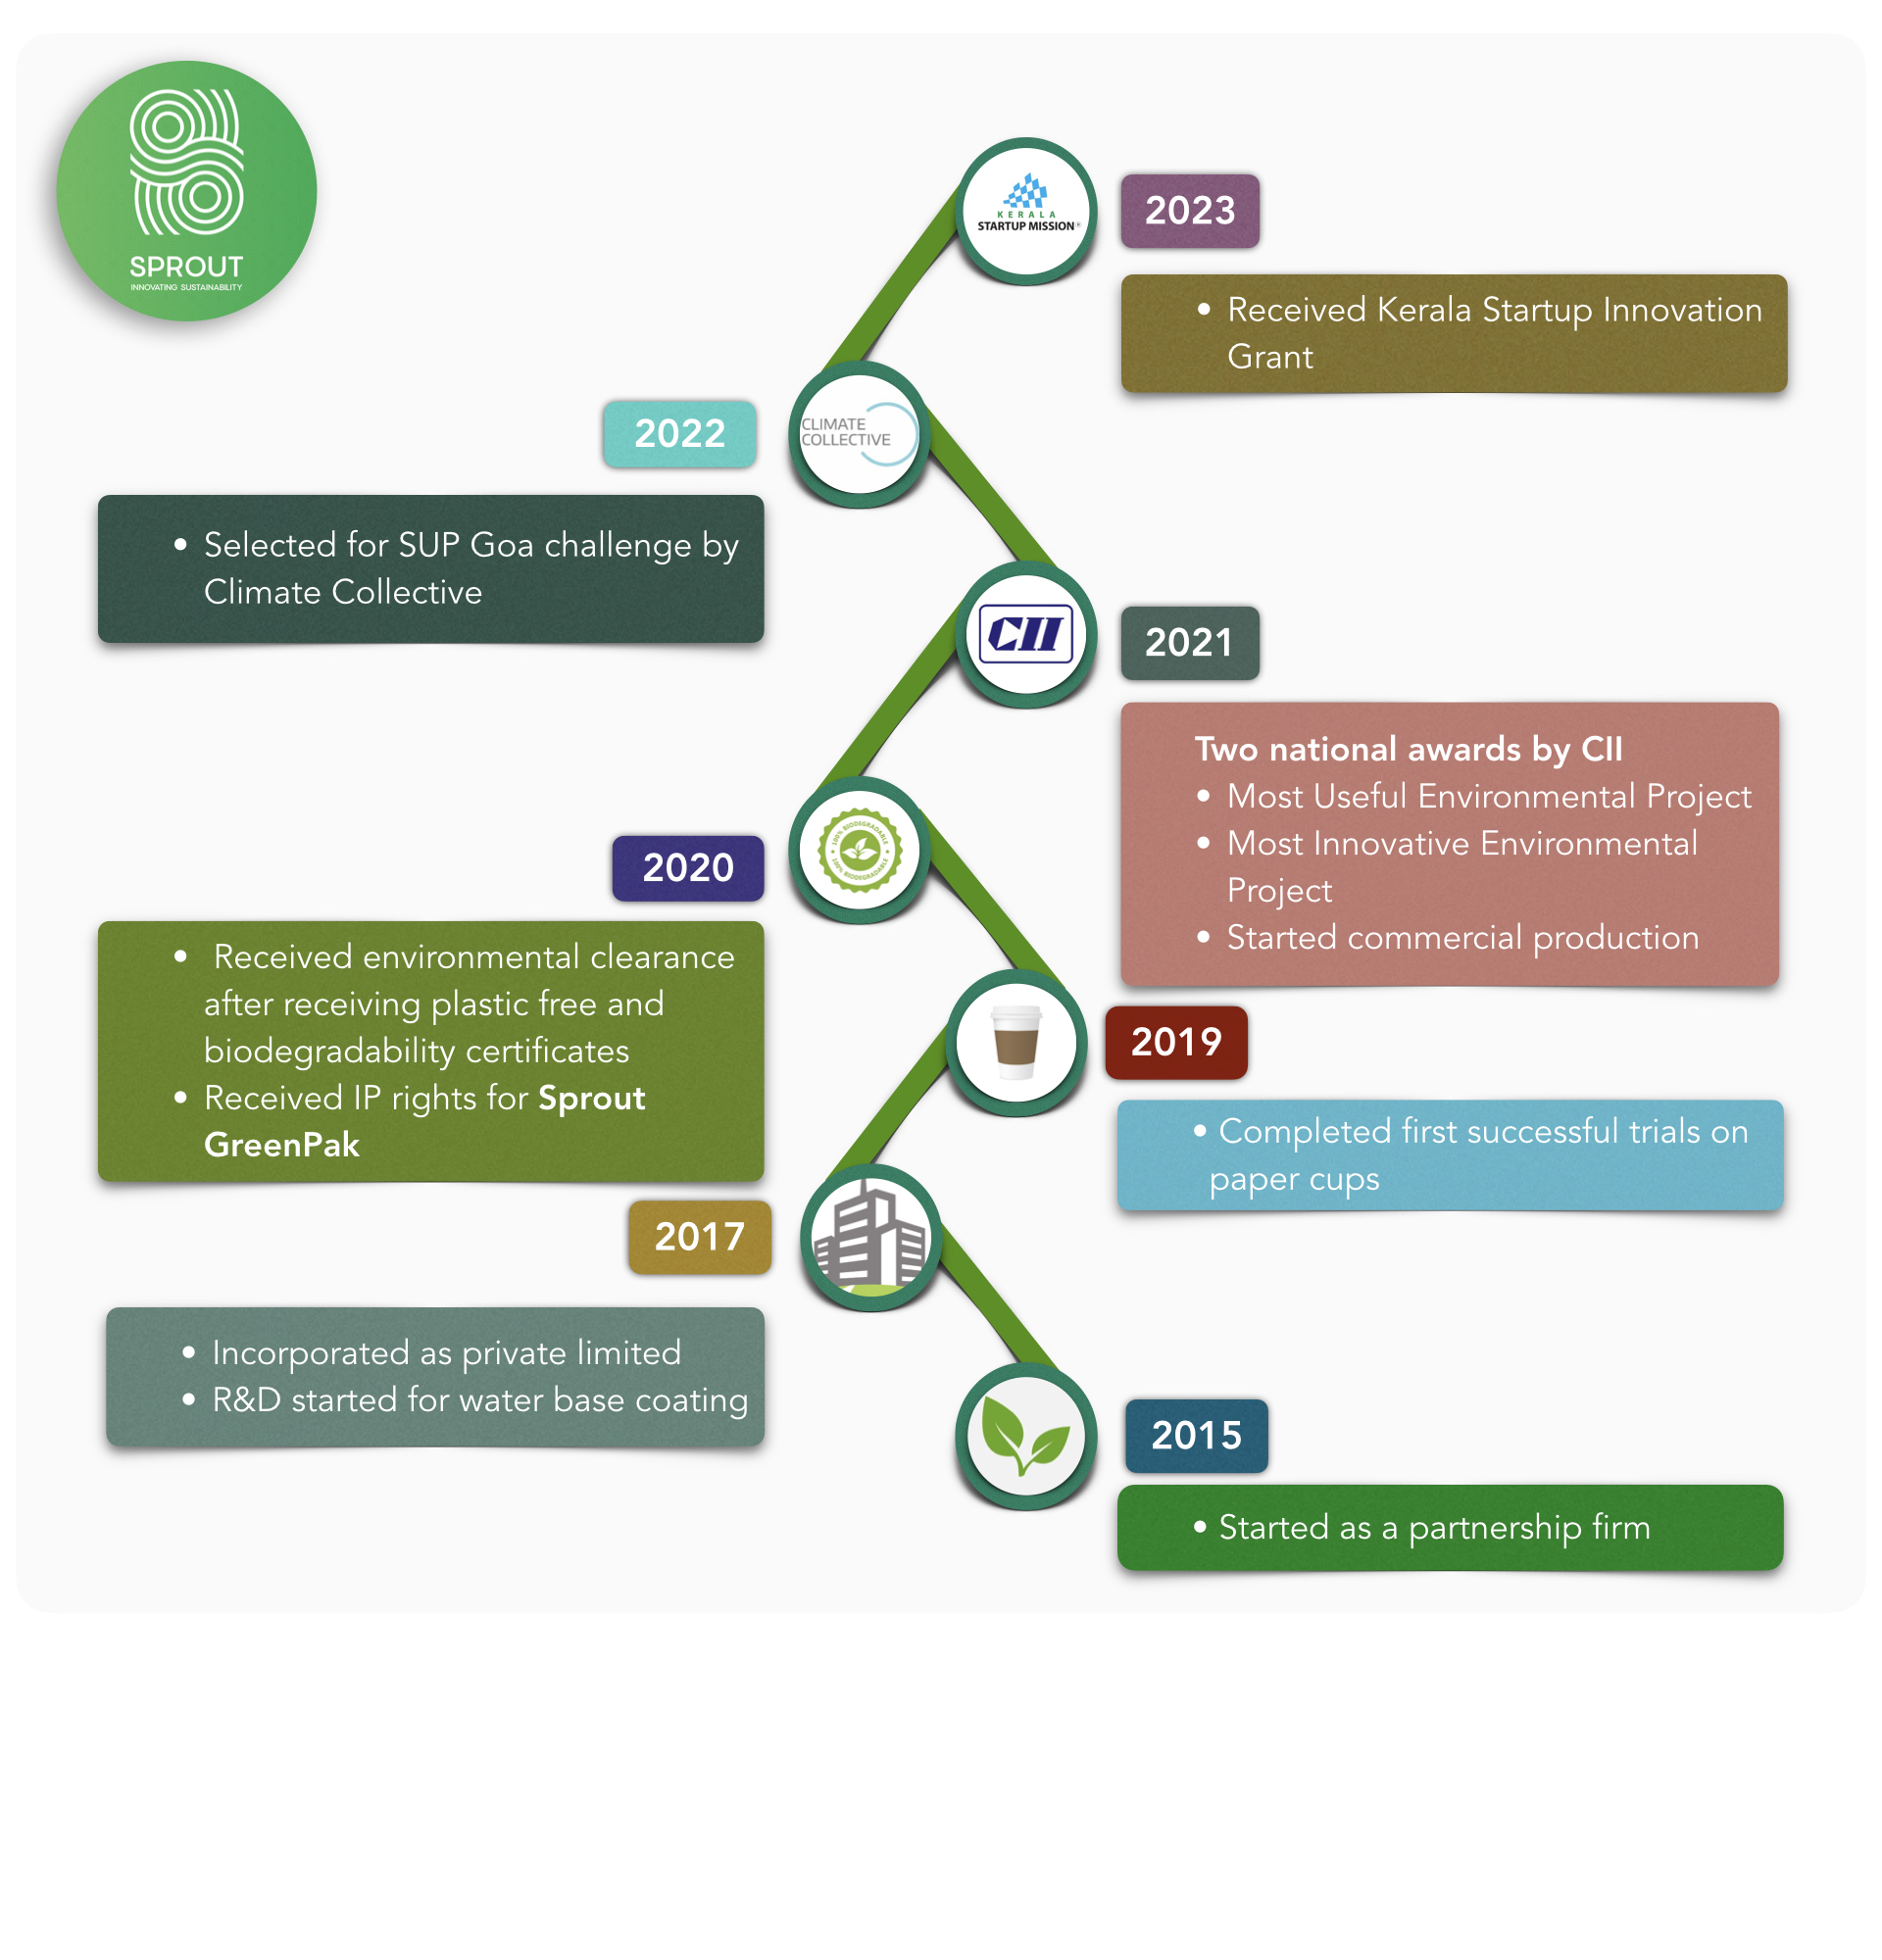 SPROUT
INNOVATING SUSTAINABILITY
KERALA
STARTUP MISSION
2023
• Received Kerala Startup Innovation
Grant
CLIMATE
COLLECTIVE
2022
• Selected for SUP Goa challenge by
Climate Collective
CII
2021
Two national awards by CII
• Most Useful Environmental Project
• Most Innovative Environmental
Project
• Started commercial production
100% BIODEGRADABLE
100% BIODEGRADABLE
2020
• Received environmental clearance
after receiving plastic free and
biodegradability certificates
• Received IP rights for Sprout
GreenPak
2019
• Completed first successful trials on
paper cups
2017
• Incorporated as private limited
• R&D started for water base coating
2015
• Started as a partnership firm